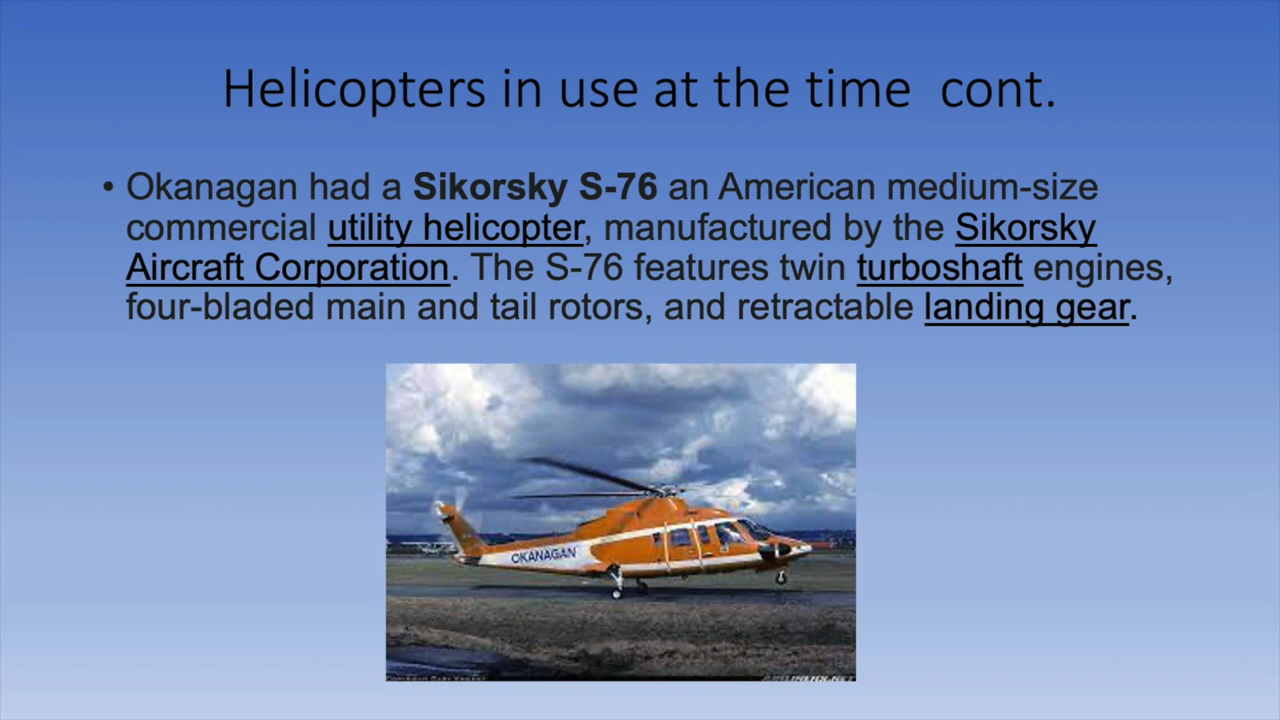 Helicopters in use at the time cont.
• Okanagan had a Sikorsky S-76 an American medium-size
commercial utility helicopter, manufactured by the Sikorsky
Aircraft Corporation. The S-76 features twin turboshaft engines,
four-bladed main and tail rotors, and retractable landing gear.
OKANAGAN